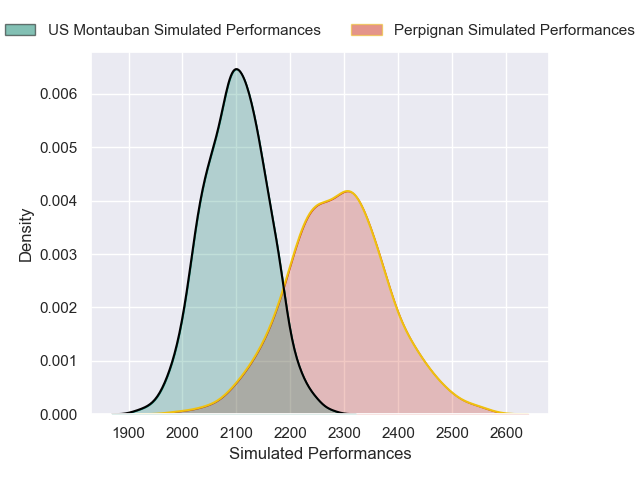 US Montauban Simulated Performances
Perpignan Simulated Performances
0.006
0.005
0.004
0.003
0.002
0.001
0.000
Density
1900 2000 2100 2200 2300 2400 2500 2600
Simulated Performances